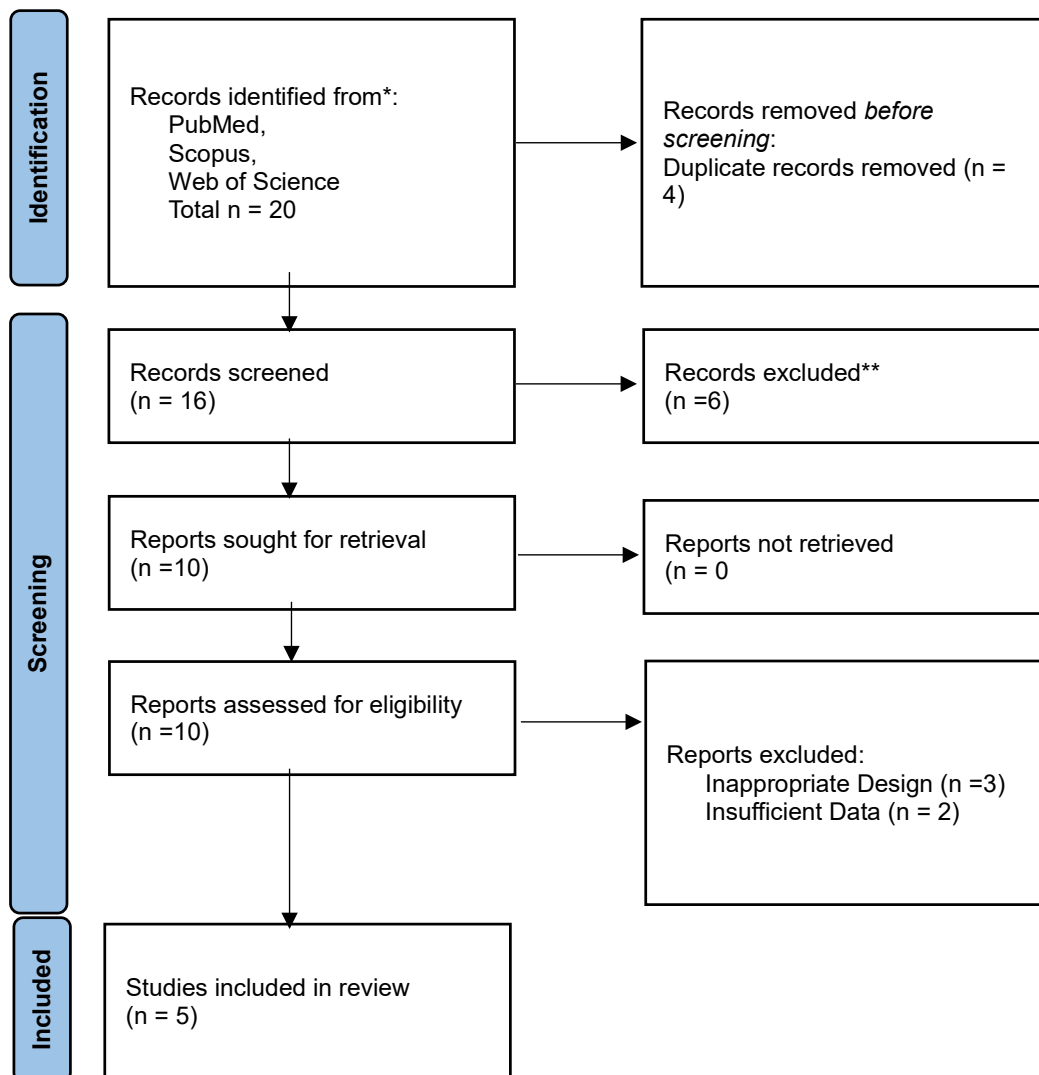 Identification
Records identified from*:
PubMed,
Scopus,
Web of Science
Total n = 20
Records removed before
screening:
Duplicate records removed (n =
4)
Screening
Records screened
(n = 16)
Records excluded**
(n =6)
Reports sought for retrieval
(n =10)
Reports not retrieved
(n = 0
Reports assessed for eligibility
(n =10)
Reports excluded:
Inappropriate Design (n =3)
Insufficient Data (n = 2)
Included
Studies included in review
(n = 5)